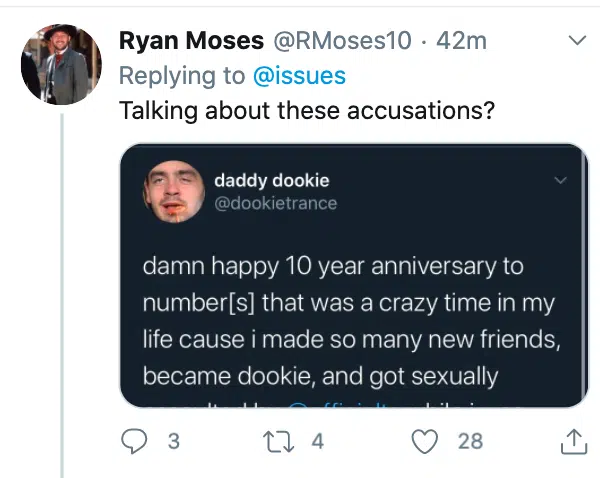 Ryan Moses @RMoses10 · 42m
Replying to @issues
Talking about these accusations?
daddy dookie
@dookietrance
damn happy 10 year anniversary to
number[s] that was a crazy time in my
life cause i made so many new friends,
became dookie, and got sexually
3 4 28